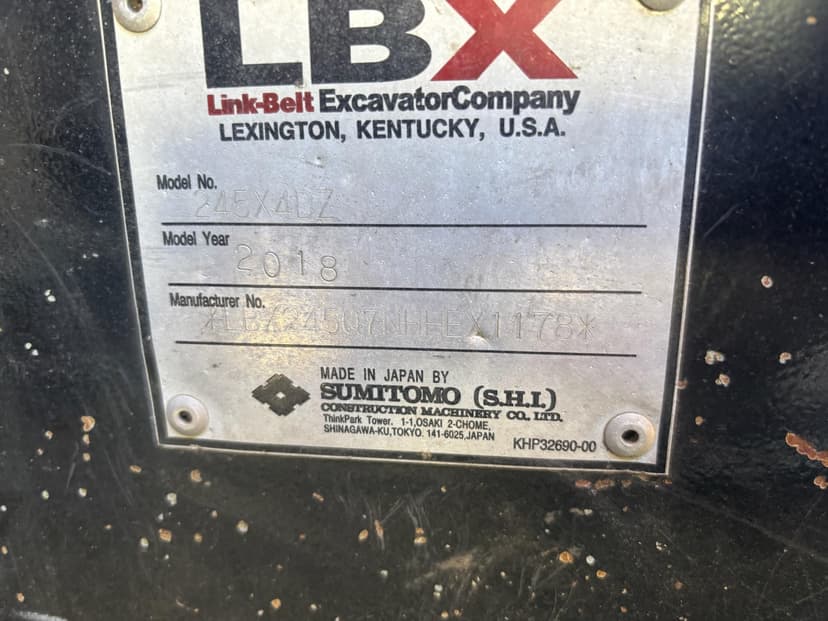 LBX
Link-Belt ExcavatorCompany
LEXINGTON, KENTUCKY, U.S.A.
Model No.
245X4DZ
Model Year
2018
Manufacturer No.
MADE IN JAPAN BY
SUMITOMO (S.H.I.)
CONSTRUCTION MACHINERY CO. LTD.
ThinkPark Tower. 1-1,OSAKI 2-CHOME,
SHINAGAWA-KU,TOKYO. 141-6025,JAPAN
KHP32690-00